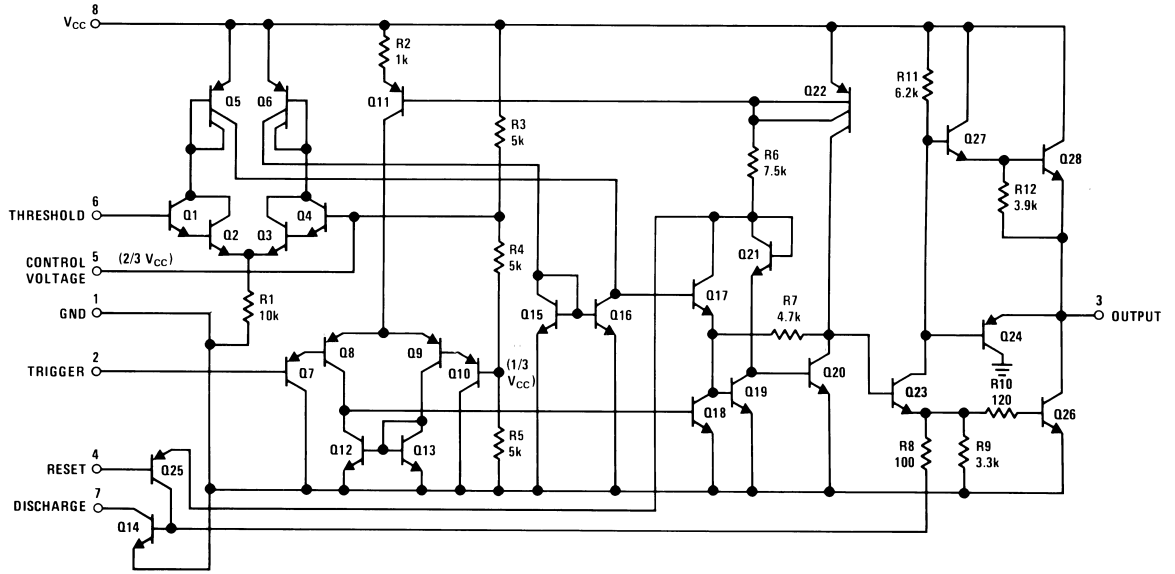 8
VCC
R2
1k
R11
6.2k
Q5
Q6
Q11
Q22
Q27
Q28
R3
5k
R6
7.5k
R12
3.9k
6
THRESHOLD
Q1
Q2
Q3
Q4
5
CONTROL
VOLTAGE
(2/3 VCC)
R4
5k
Q21
1
GND
R1
10k
Q15
Q16
Q17
R7
4.7k
3
OUTPUT
Q24
2
TRIGGER
Q7
Q8
Q9
Q10
(1/3
VCC)
Q18
Q19
Q20
Q23
R10
120
Q26
Q12
Q13
R5
5k
R8
100
R9
3.3k
4
RESET
Q25
7
DISCHARGE
Q14